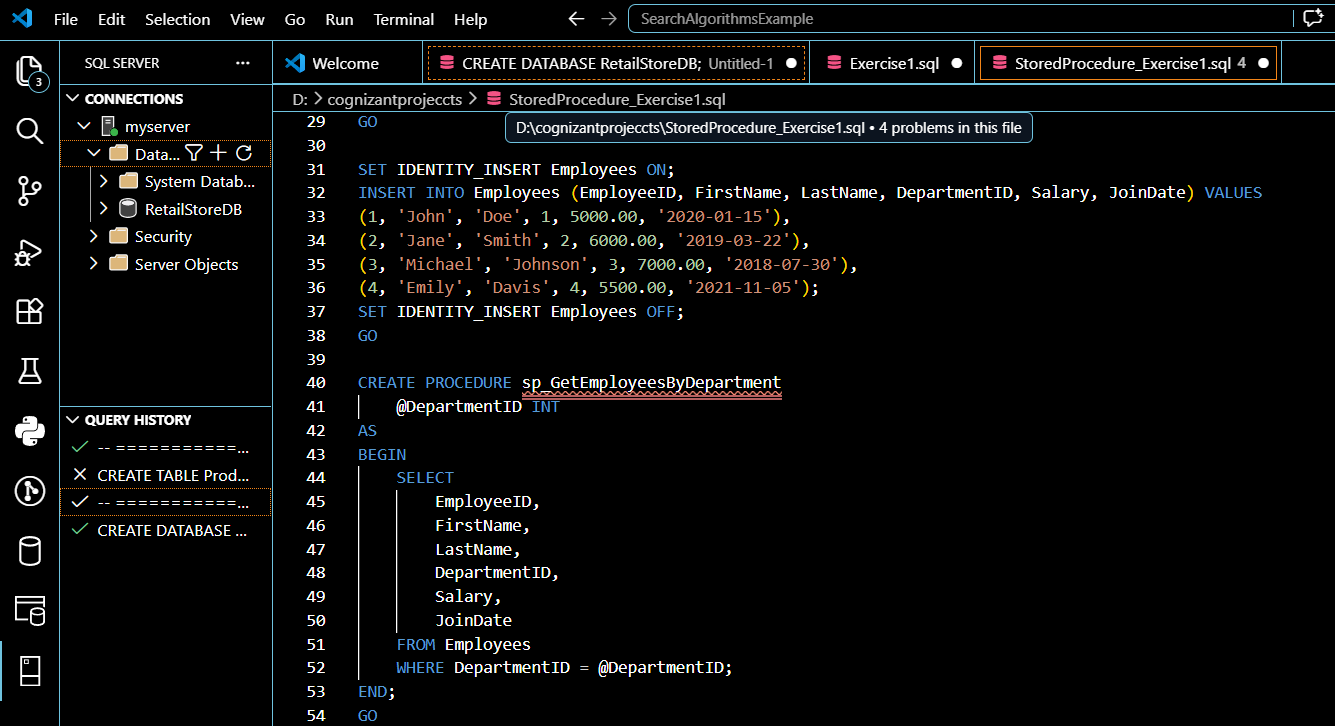 File Edit Selection View Go Run Terminal Help
SearchAlgorithmsExample
3
SQL SERVER ...
CONNECTIONS
myserver
Data...
System Datab...
RetailStoreDB
Security
Server Objects
QUERY HISTORY
-- ===========...
CREATE TABLE Prod...
-- ===========...
CREATE DATABASE ...
Welcome
CREATE DATABASE RetailStoreDB; Untitled-1
Exercise1.sql
StoredProcedure_Exercise1.sql 4
D: > cognizantprojeccts > StoredProcedure_Exercise1.sql
D:\cognizantprojeccts\StoredProcedure_Exercise1.sql • 4 problems in this file
29 GO
30
31 SET IDENTITY_INSERT Employees ON;
32 INSERT INTO Employees (EmployeeID, FirstName, LastName, DepartmentID, Salary, JoinDate) VALUES
33 (1, 'John', 'Doe', 1, 5000.00, '2020-01-15'),
34 (2, 'Jane', 'Smith', 2, 6000.00, '2019-03-22'),
35 (3, 'Michael', 'Johnson', 3, 7000.00, '2018-07-30'),
36 (4, 'Emily', 'Davis', 4, 5500.00, '2021-11-05');
37 SET IDENTITY_INSERT Employees OFF;
38 GO
39
40 CREATE PROCEDURE sp_GetEmployeesByDepartment
41 @DepartmentID INT
42 AS
43 BEGIN
44 SELECT
45 EmployeeID,
46 FirstName,
47 LastName,
48 DepartmentID,
49 Salary,
50 JoinDate
51 FROM Employees
52 WHERE DepartmentID = @DepartmentID;
53 END;
54 GO